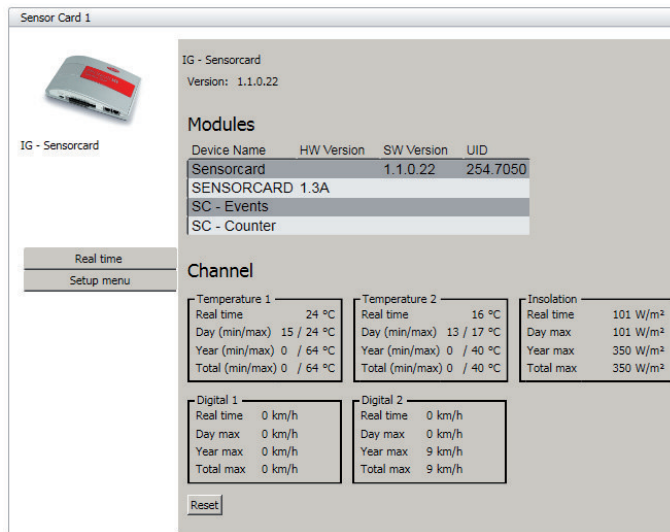 Sensor Card 1
IG - Sensorcard
IG - Sensorcard
Version: 1.1.0.22
Modules
Device Name HW Version SW Version UID
Sensorcard 1.1.0.22 254.7050
SENSORCARD 1.3A
SC - Events
SC - Counter
Real time
Setup menu
Channel
Temperature 1
Real time 24 °C
Day (min/max) 15 / 24 °C
Year (min/max) 0 / 64 °C
Total (min/max) 0 / 64 °C
Temperature 2
Real time 16 °C
Day (min/max) 13 / 17 °C
Year (min/max) 0 / 40 °C
Total (min/max) 0 / 40 °C
Insolation
Real time 101 W/m²
Day max 101 W/m²
Year max 350 W/m²
Total max 350 W/m²
Digital 1
Real time 0 km/h
Day max 0 km/h
Year max 0 km/h
Total max 0 km/h
Digital 2
Real time 0 km/h
Day max 0 km/h
Year max 9 km/h
Total max 9 km/h
Reset